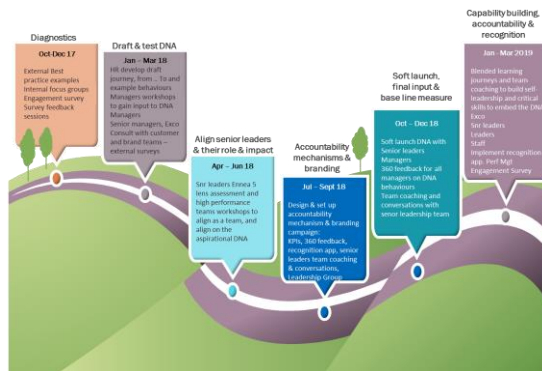 Diagnostics
Oct-Dec 17
External Best
practice examples
Internal focus groups
Engagement survey
Survey feedback
sessions
Draft & test DNA
Jan – Mar 18
HR develop draft
journey, from .. To and
example behaviours
Managers workshops
to gain input to DNA
Managers
Senior managers, Exco
Consult with customer
and brand teams –
external surveys
Align senior leaders
& their role & impact
Apr – Jun 18
Snr leaders Ennea 5
lens assessment and
high performance
teams workshops to
align as a team, and
align on the
aspirational DNA
Accountability
mechanisms &
branding
Jul – Sept 18
Design & set up
accountability
mechanism & branding
campaign:
KPIs, 360 feedback,
recognition app, senior
leaders team coaching
& conversations,
Leadership Group
Soft launch,
final input &
base line measure
Oct – Dec 18
Soft launch DNA with
Senior leaders
Managers
360 feedback for all
managers on DNA
behaviours
Team coaching and
conversations with
senor leadership team
Capability building,
accountability &
recognition
Jan - Mar 2019
Blended learning
journeys and team
coaching to build self-
leadership and critical
skills to embed the DNA
Exco
Snr leaders
Leaders
Staff
Implement recognition
app. Perf Mgt
Engagement Survey